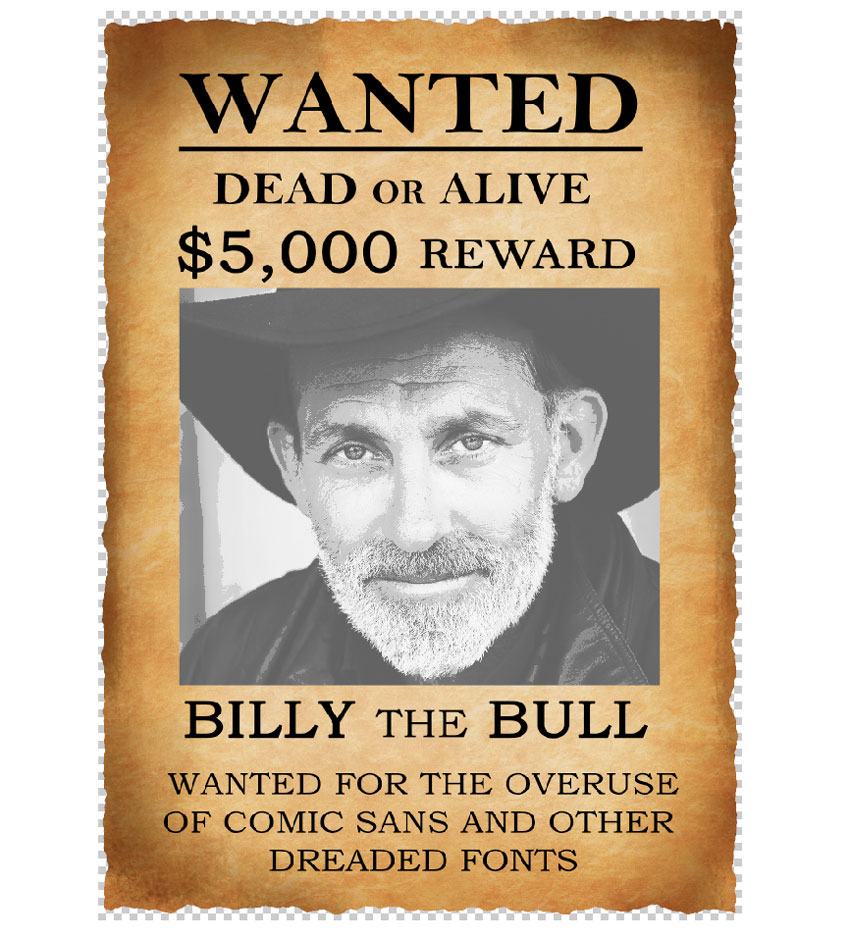 WANTED
DEAD OR ALIVE
$5,000 REWARD
BILLY THE BULL
WANTED FOR THE OVERUSE
OF COMIC SANS AND OTHER
DREADED FONTS